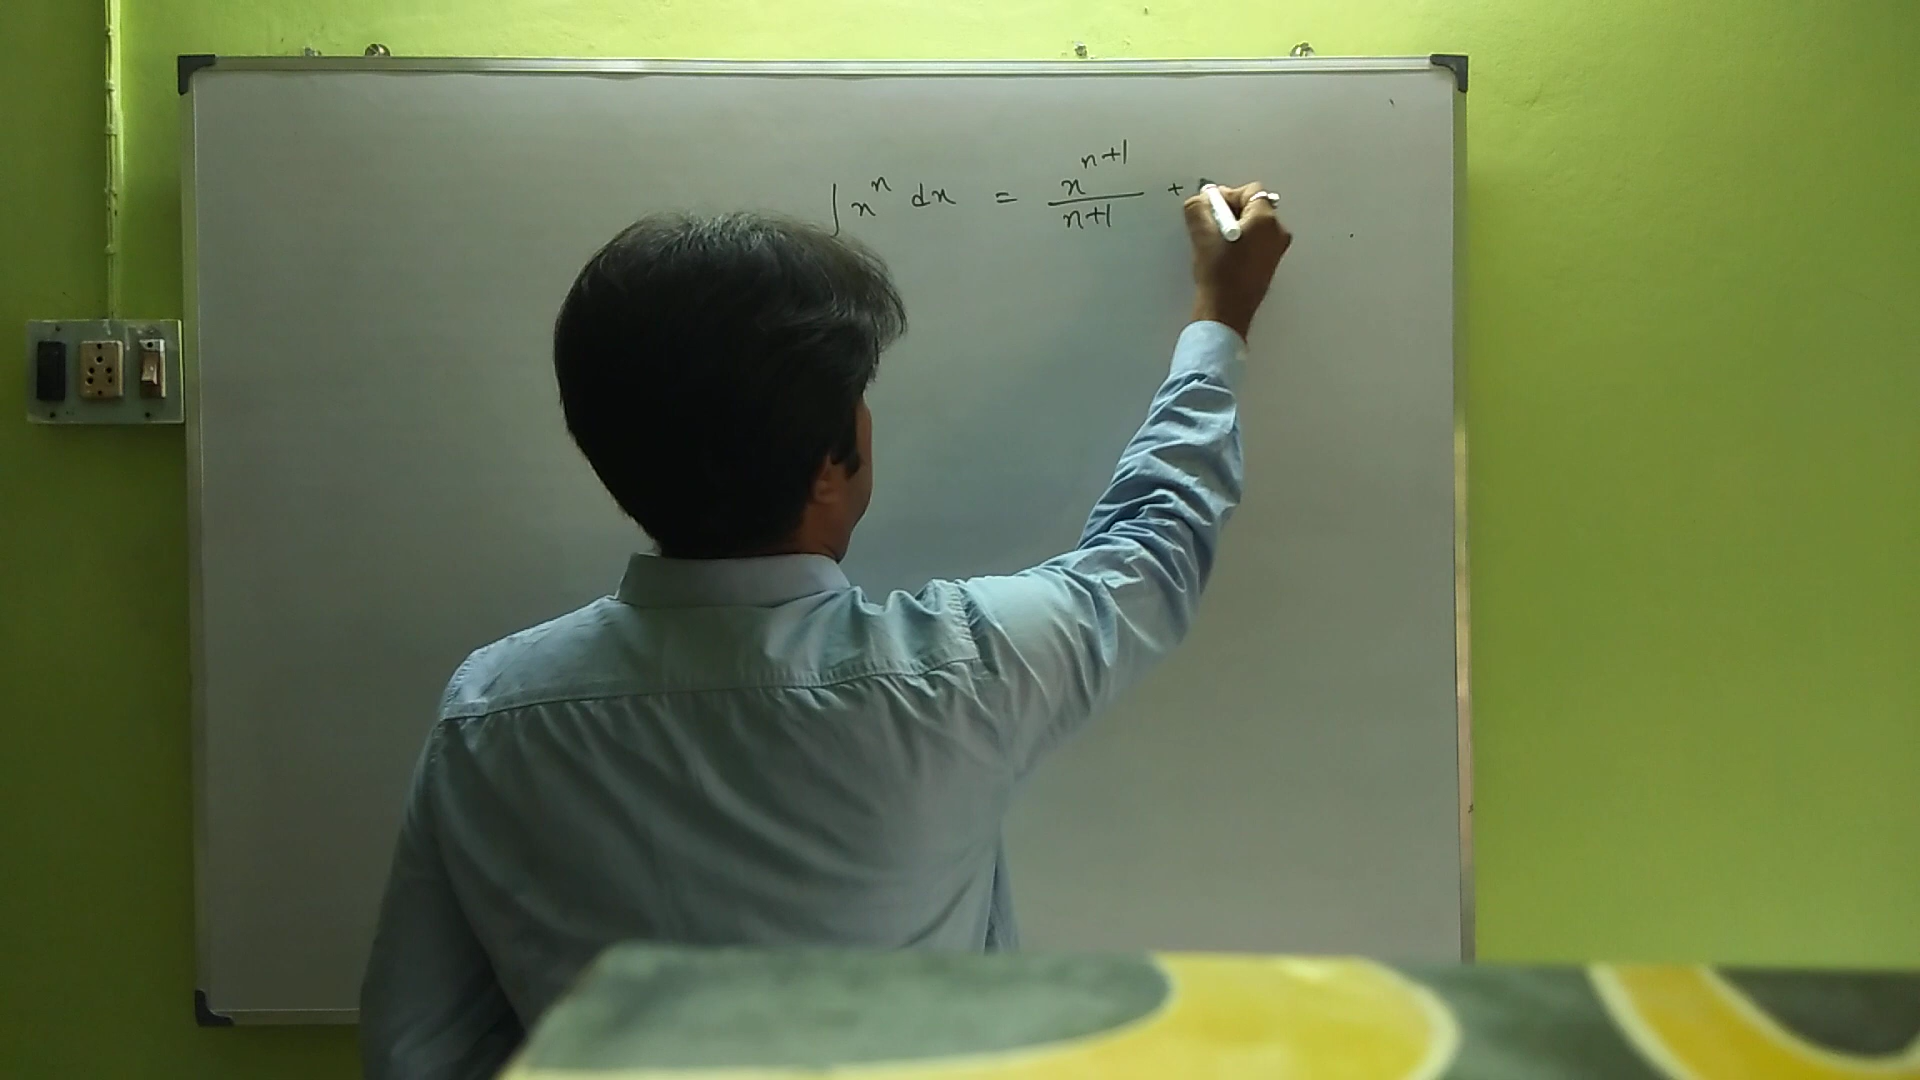 ∫ x^n dx = x^(n+1)/(n+1) +